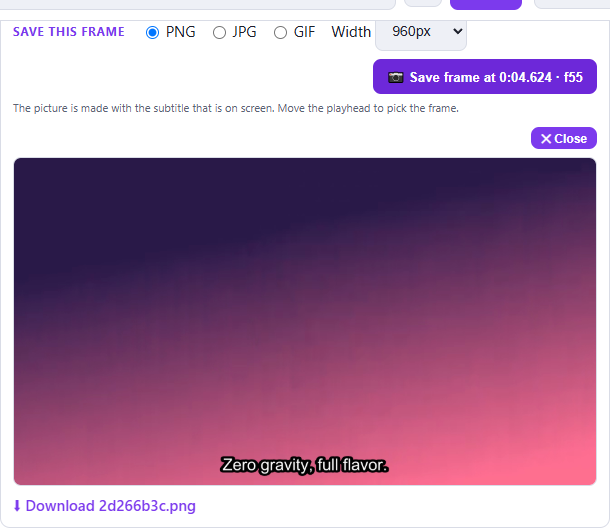 SAVE THIS FRAME PNG JPG GIF Width 960px
📷 Save frame at 0:04.624 · f55
The picture is made with the subtitle that is on screen. Move the playhead to pick the frame.
✕ Close
Zero gravity, full flavor.
⬇ Download 2d266b3c.png